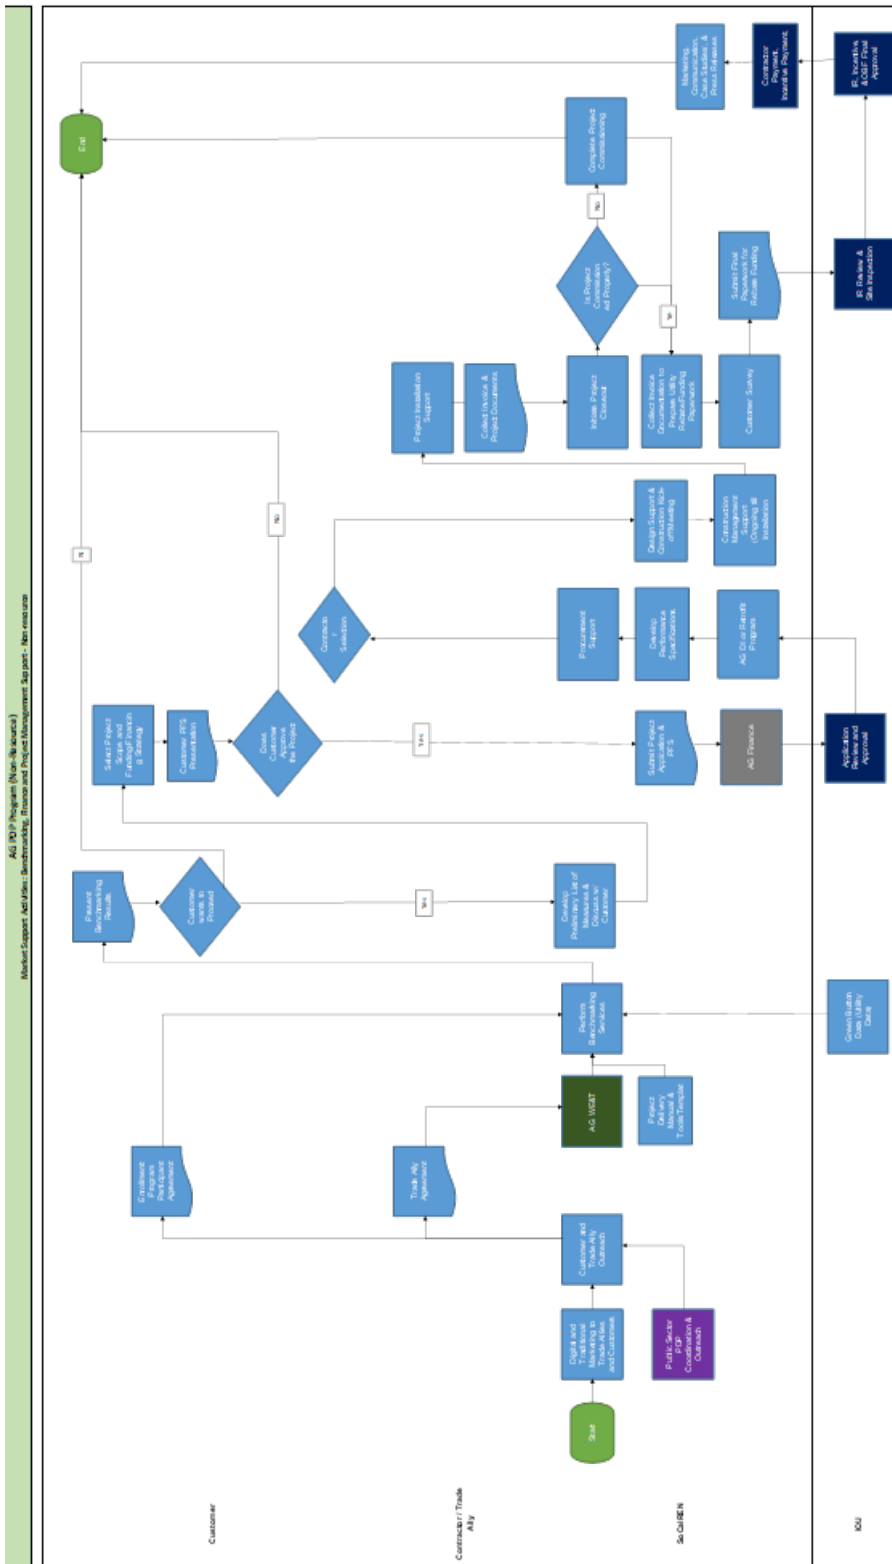 AG PDP Program (Non-Resource)
Market Support Activities: Benchmarking, Finance and Project Management Support - Non-resource
Customer
Contractor / Trade
Ally
SoCalREN
IOU
Start
Digital and
Traditional
Marketing to
Trade Allies
and Customers
Public Sector
PDP
Coordination &
Outreach
Customer and
Trade Ally
Outreach
Enrollment
Program
Participant
Agreement
Trade Ally
Agreement
AG WE&T
Project
Delivery
Manual &
Tools Template
Perform
Benchmarking
Services
Green Button
Data (Utility
Data)
Present
Benchmarking
Results
Customer
wants to
Proceed
Yes
N
Develop
Preliminary List of
Measures &
Discuss w/
Customer
Select Project
Scope and
Funding/Financin
g Strategy
Customer PFS
Presentation
Does
Customer
Approve
the Project
Yes
No
Submit Project
Application &
PFS
AG Finance
Application
Review and
Approval
AG DI or Retrofit
Program
Develop
Performance
Specifications
Procurement
Support
Contracto
r
Selection
Design Support &
Construction Kick-
off Meeting
Construction
Management
Support
(Ongoing till
Installation
Project Installation
Support
Collect Invoice &
Project Documents
Initiate Project
Closeout
Is Project
Commission
ed Properly?
No
Ye
Complete Project
Commissioning
Collect Invoice
Documentation to
Prepare Utility
Rebate/Funding
Paperwork
Customer Survey
Submit Final
Paperwork for
Rebate Funding
IR Review &
Site Inspection
IR, Incentive,
& OBF Final
Approval
Contractor
Payment,
Incentive Payment
Marketing,
Communication,
Case Studies, &
Press Releases
End